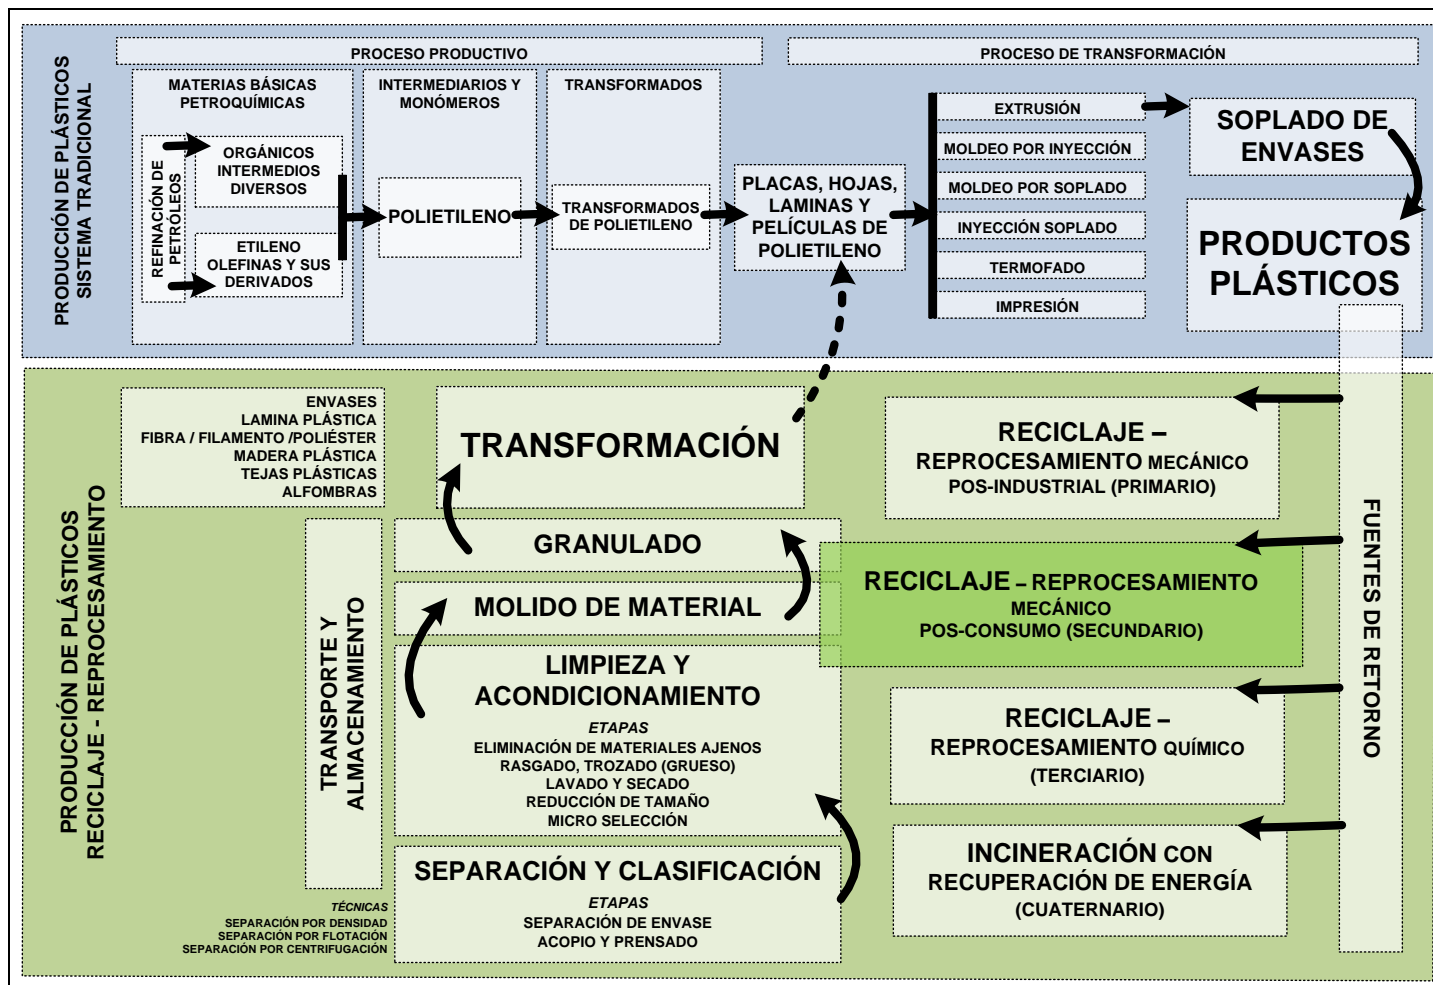 PRODUCCIÓN DE PLÁSTICOS
SISTEMA TRADICIONAL
PROCESO PRODUCTIVO
PROCESO DE TRANSFORMACIÓN
MATERIAS BÁSICAS
PETROQUÍMICAS
INTERMEDIARIOS Y
MONÓMEROS
TRANSFORMADOS
REFINACIÓN DE
PETRÓLEOS
ORGÁNICOS
INTERMEDIOS
DIVERSOS
ETILENO
OLEFINAS Y SUS
DERIVADOS
POLIETILENO
TRANSFORMADOS
DE POLIETILENO
PLACAS, HOJAS,
LAMINAS Y
PELÍCULAS DE
POLIETILENO
EXTRUSIÓN
MOLDEO POR INYECCIÓN
MOLDEO POR SOPLADO
INYECCIÓN SOPLADO
TERMOFADO
IMPRESIÓN
SOPLADO DE
ENVASES
PRODUCTOS
PLÁSTICOS
PRODUCCIÓN DE PLÁSTICOS
RECICLAJE - REPROCESAMIENTO
ENVASES
LAMINA PLÁSTICA
FIBRA / FILAMENTO /POLIÉSTER
MADERA PLÁSTICA
TEJAS PLÁSTICAS
ALFOMBRAS
TRANSFORMACIÓN
GRANULADO
MOLIDO DE MATERIAL
LIMPIEZA Y
ACONDICIONAMIENTO
ETAPAS
ELIMINACIÓN DE MATERIALES AJENOS
RASGADO, TROZADO (GRUESO)
LAVADO Y SECADO
REDUCCIÓN DE TAMAÑO
MICRO SELECCIÓN
SEPARACIÓN Y CLASIFICACIÓN
ETAPAS
SEPARACIÓN DE ENVASE
ACOPIO Y PRENSADO
TRANSPORTE Y
ALMACENAMIENTO
TÉCNICAS
SEPARACIÓN POR DENSIDAD
SEPARACIÓN POR FLOTACIÓN
SEPARACIÓN POR CENTRIFUGACIÓN
RECICLAJE –
REPROCESAMIENTO MECÁNICO
POS-INDUSTRIAL (PRIMARIO)
RECICLAJE – REPROCESAMIENTO
MECÁNICO
POS-CONSUMO (SECUNDARIO)
RECICLAJE –
REPROCESAMIENTO QUÍMICO
(TERCIARIO)
INCINERACIÓN CON
RECUPERACIÓN DE ENERGÍA
(CUATERNARIO)
FUENTES DE RETORNO